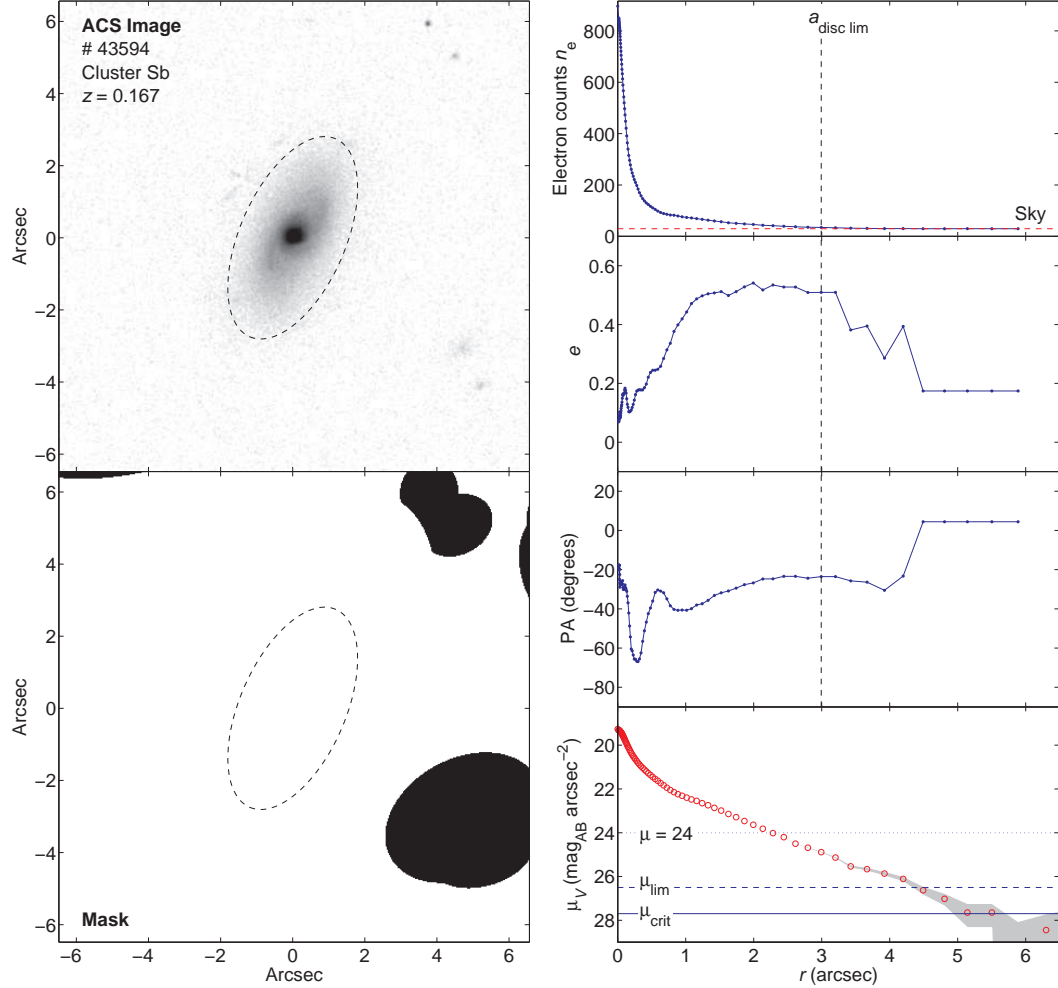 ACS Image
# 43594
Cluster Sb
z = 0.167
6
4
2
0
−2
−4
−6
Arcsec
6
4
2
0
−2
−4
−6
Arcsec
Mask
−6 −4 −2 0 2 4 6
Arcsec
a disc lim
800
600
400
200
0
Electron counts n e
Sky
0.6
0.4
0.2
0
e
20
0
−20
−40
−60
−80
PA (degrees)
20
22
24
26
28
μ V (mag AB arcsec −2)
μ = 24
μ lim
μ crit
0 1 2 3 4 5 6
r (arcsec)